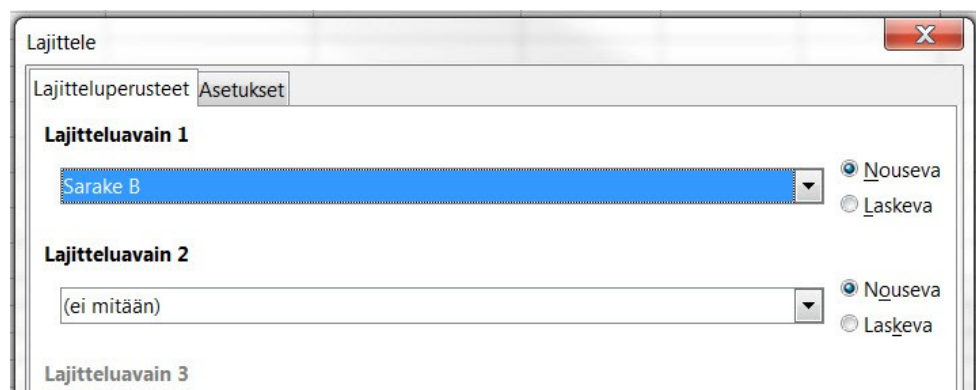 Lajittele
Lajitteluperusteet Asetukset
Lajitteluavain 1
Sarake B
Nouseva
Laskeva
Lajitteluavain 2
(ei mitään)
Nouseva
Laskeva
Lajitteluavain 3